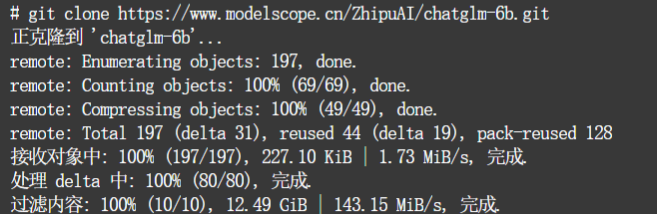 # git clone https://www.modelscope.cn/ZhipuAI/chatglm-6b.git
正克隆到 'chatglm-6b'...
remote: Enumerating objects: 197, done.
remote: Counting objects: 100% (69/69), done.
remote: Compressing objects: 100% (49/49), done.
remote: Total 197 (delta 31), reused 44 (delta 19), pack-reused 128
接收对象中: 100% (197/197), 227.10 KiB | 1.73 MiB/s, 完成.
处理 delta 中: 100% (80/80), 完成.
过滤内容: 100% (10/10), 12.49 GiB | 143.15 MiB/s, 完成.